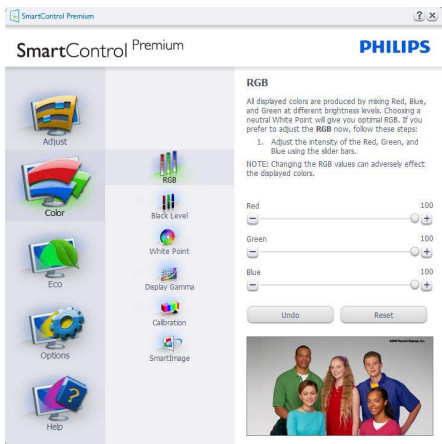 SmartControl Premium
SmartControl Premium
PHILIPS
Adjust
Color
Eco
Options
Help
RGB
Black Level
White Point
Display Gamma
Calibration
SmartImage
RGB
All displayed colors are produced by mixing Red, Blue,
and Green at different brightness levels. Choosing a
neutral White Point will give you optimal RGB. If you
prefer to adjust the RGB now, follow these steps:
1. Adjust the intensity of the Red, Green, and
Blue using the slider bars.
NOTE: Changing the RGB values can adversely effect
the displayed colors.
Red 100
Green 100
Blue 100
Undo Reset